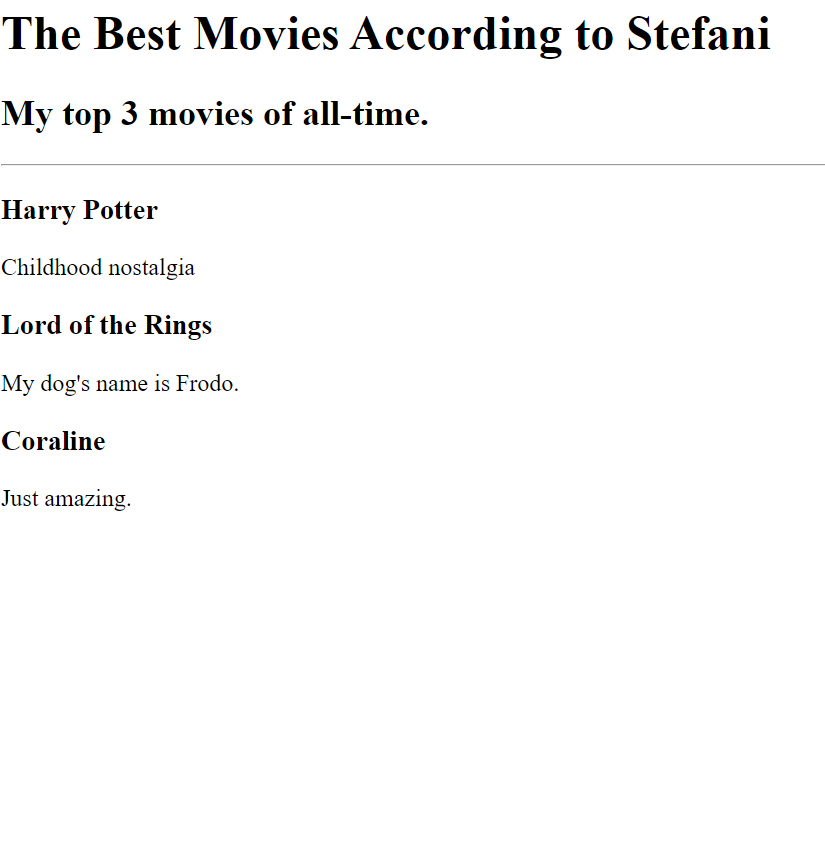 The Best Movies According to Stefani
My top 3 movies of all-time.
Harry Potter
Childhood nostalgia
Lord of the Rings
My dog's name is Frodo.
Coraline
Just amazing.